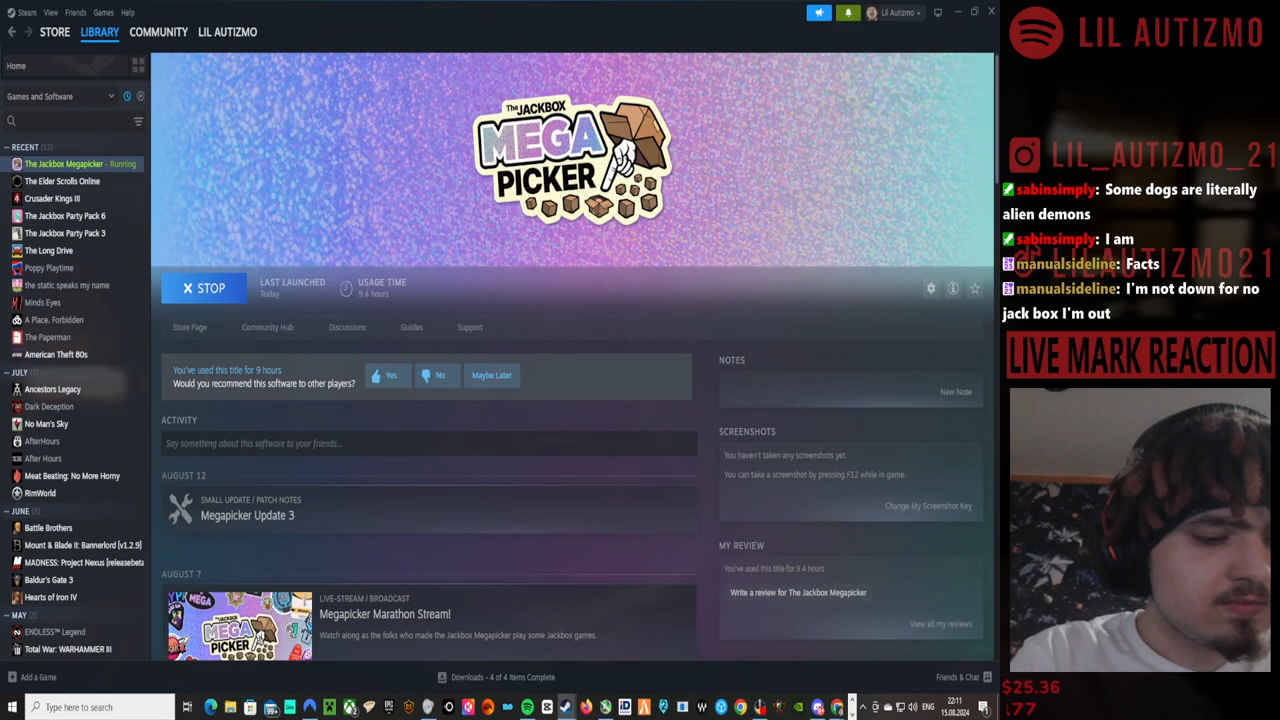 Steam View Friends Games Help
Lil Autizmo
STORE LIBRARY COMMUNITY LIL AUTIZMO
Home
Games and Software
RECENT (12)
The Jackbox Megapicker - Running
The Elder Scrolls Online
Crusader Kings III
The Jackbox Party Pack 6
The Jackbox Party Pack 3
The Long Drive
Poppy Playtime
the static speaks my name
Minds Eyes
A Place, Forbidden
The Paperman
American Theft 80s
JULY (7)
Ancestors Legacy
Dark Deception
No Man's Sky
AfterHours
After Hours
Meat Beating: No More Horny
RimWorld
JUNE (5)
Battle Brothers
Mount & Blade II: Bannerlord [v1.2.9]
MADNESS: Project Nexus [releasebeta
Baldur's Gate 3
Hearts of Iron IV
MAY (3)
ENDLESS™ Legend
Total War: WARHAMMER III
Add a Game
The JACKBOX
MEGA
PICKER
STOP
LAST LAUNCHED
Today
USAGE TIME
9.4 hours
Store Page Community Hub Discussions Guides Support
You've used this title for 9 hours
Would you recommend this software to other players?
Yes No Maybe Later
ACTIVITY
Say something about this software to your friends...
AUGUST 12
SMALL UPDATE / PATCH NOTES
Megapicker Update 3
AUGUST 7
MEGA
PICKER
LIVE-STREAM / BROADCAST
Megapicker Marathon Stream!
Watch along as the folks who made the Jackbox Megapicker play some Jackbox games.
NOTES
New Note
SCREENSHOTS
You haven't taken any screenshots yet
You can take a screenshot by pressing F12 while in game.
Change My Screenshot Key
MY REVIEW
You've used this title for 9.4 hours
Write a review for The Jackbox Megapicker
View all my reviews
Downloads - 4 of 4 Items Complete
Friends & Chat
Type here to search
99+
ENG
22:11
15.08.2024
LIL AUTIZMO
LIL_AUTIZMO_21
sabinsimply: Some dogs are literally
alien demons
sabinsimply: I am
LILAUTIZMO21
manualsideline: Facts
manualsideline: I'm not down for no
jack box I'm out
LIVE MARK REACTION
$25.36